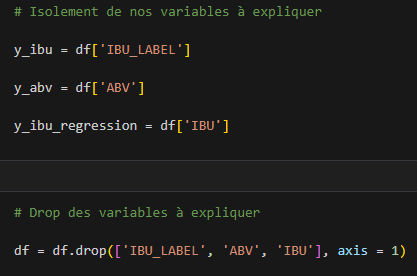 # Isolement de nos variables à expliquer
y_ibu = df['IBU_LABEL']
y_abv = df['ABV']
y_ibu_regression = df['IBU']
# Drop des variables à expliquer
df = df.drop(['IBU_LABEL', 'ABV', 'IBU'], axis = 1)